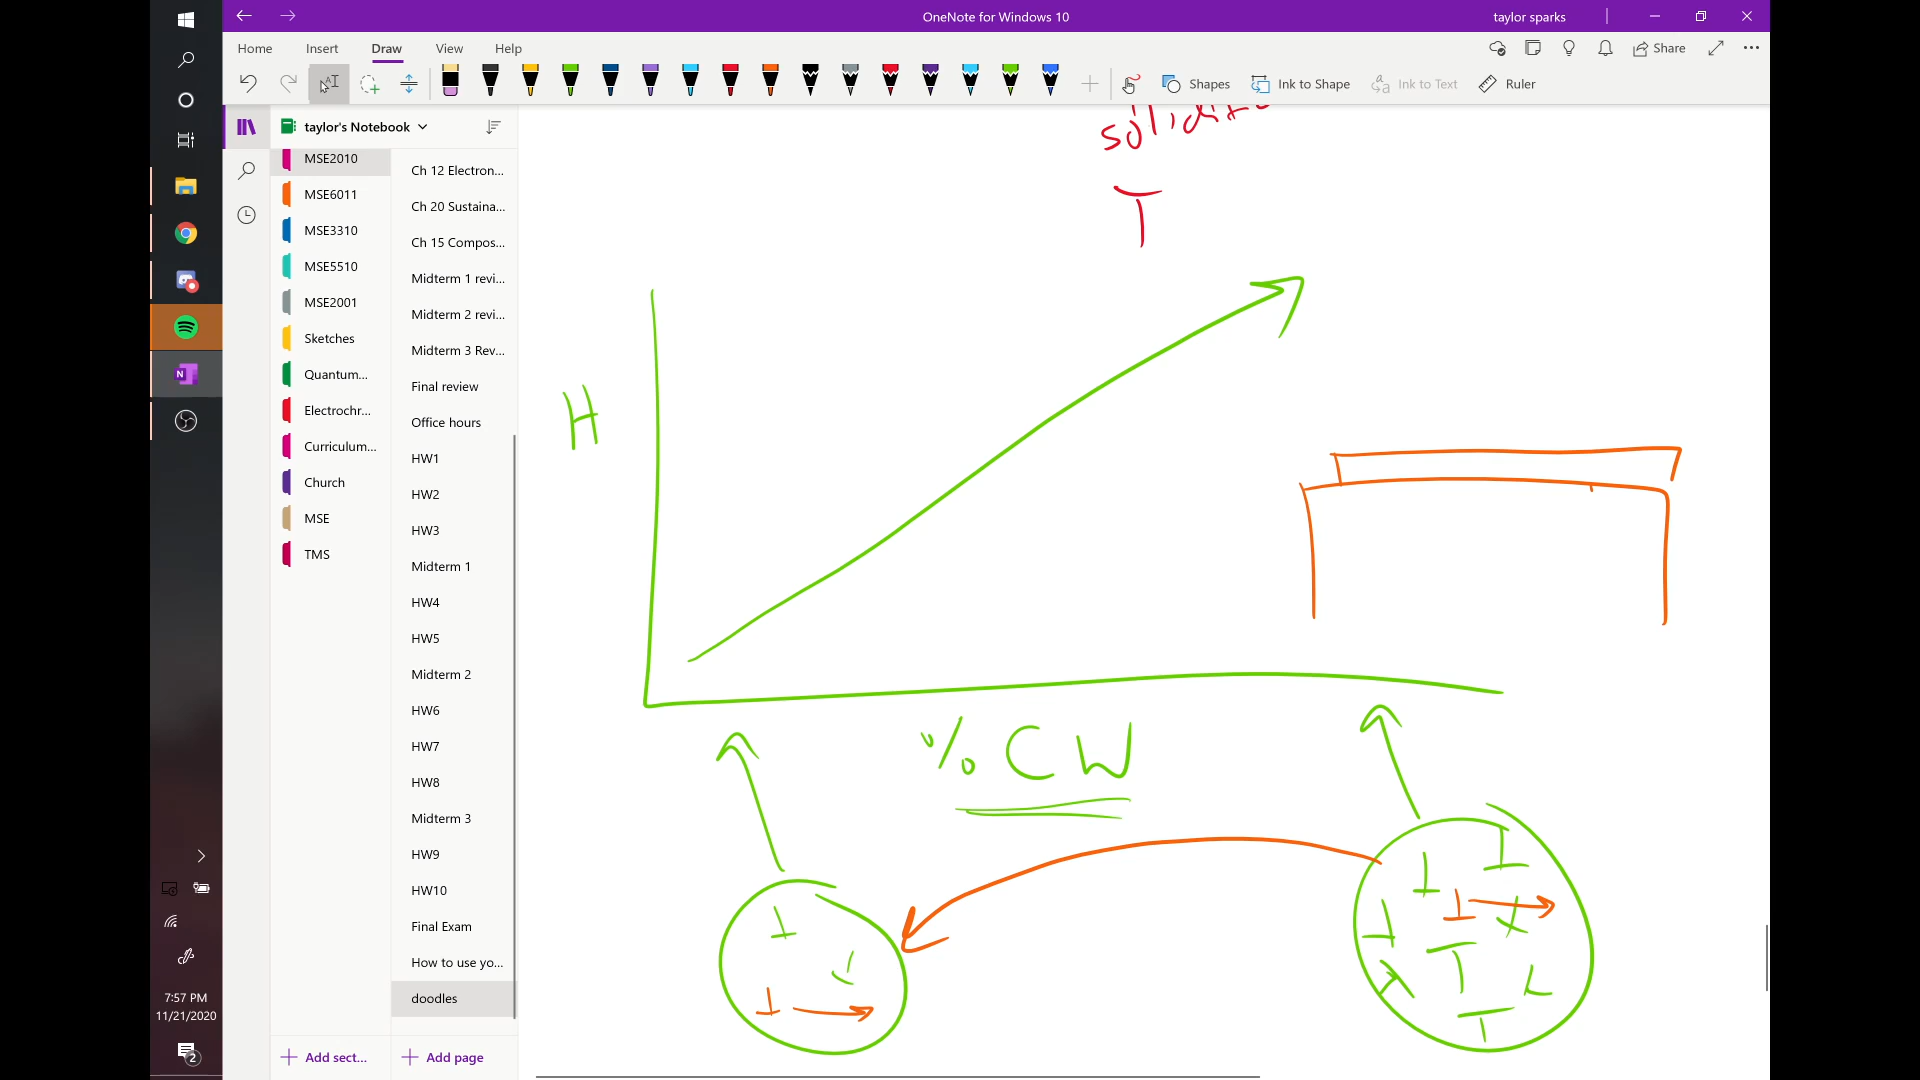 OneNote for Windows 10
taylor sparks
Home Insert Draw View Help
Share
Shapes Ink to Shape Ink to Text Ruler
taylor's Notebook
MSE2010
MSE6011
MSE3310
MSE5510
MSE2001
Sketches
Quantum...
Electrochr...
Curriculum...
Church
MSE
TMS
Ch 12 Electron...
Ch 20 Sustaina...
Ch 15 Compos...
Midterm 1 revi...
Midterm 2 revi...
Midterm 3 Rev...
Final review
Office hours
HW1
HW2
HW3
Midterm 1
HW4
HW5
Midterm 2
HW6
HW7
HW8
Midterm 3
HW9
HW10
Final Exam
How to use yo...
doodles
Add sect...
Add page
T
H
% CW
7:57 PM
11/21/2020
2
N